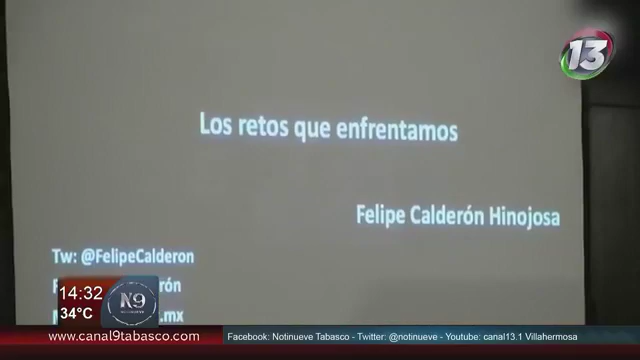 13
Los retos que enfrentamos
Felipe Calderón Hinojosa
Tw: @FelipeCalderon
14:32
N9
34°C
.mx
www.canal9tabasco.com
Facebook: Notinueve Tabasco - Twitter: @notinueve - Youtube: canal13.1 Villahermosa